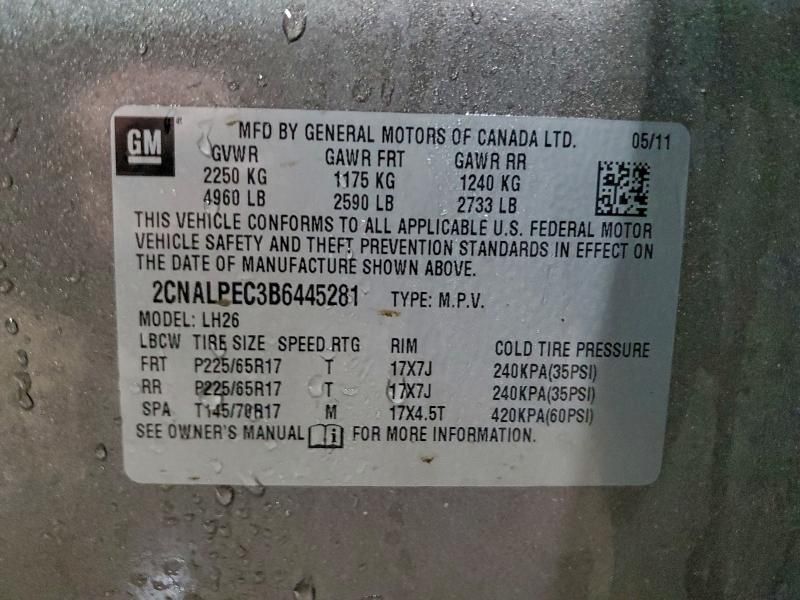 GM
MFD BY GENERAL MOTORS OF CANADA LTD. 05/11
GVWR GAWR FRT GAWR RR
2250 KG 1175 KG 1240 KG
4960 LB 2590 LB 2733 LB
THIS VEHICLE CONFORMS TO ALL APPLICABLE U.S. FEDERAL MOTOR
VEHICLE SAFETY AND THEFT PREVENTION STANDARDS IN EFFECT ON
THE DATE OF MANUFACTURE SHOWN ABOVE.
2CNALPEC3B6445281 TYPE: M.P.V.
MODEL: LH26
LBCW TIRE SIZE SPEED RTG RIM COLD TIRE PRESSURE
FRT P225/65R17 T 17X7J 240KPA(35PSI)
RR P225/65R17 T 17X7J 240KPA(35PSI)
SPA T145/70R17 M 17X4.5T 420KPA(60PSI)
SEE OWNER'S MANUAL FOR MORE INFORMATION.